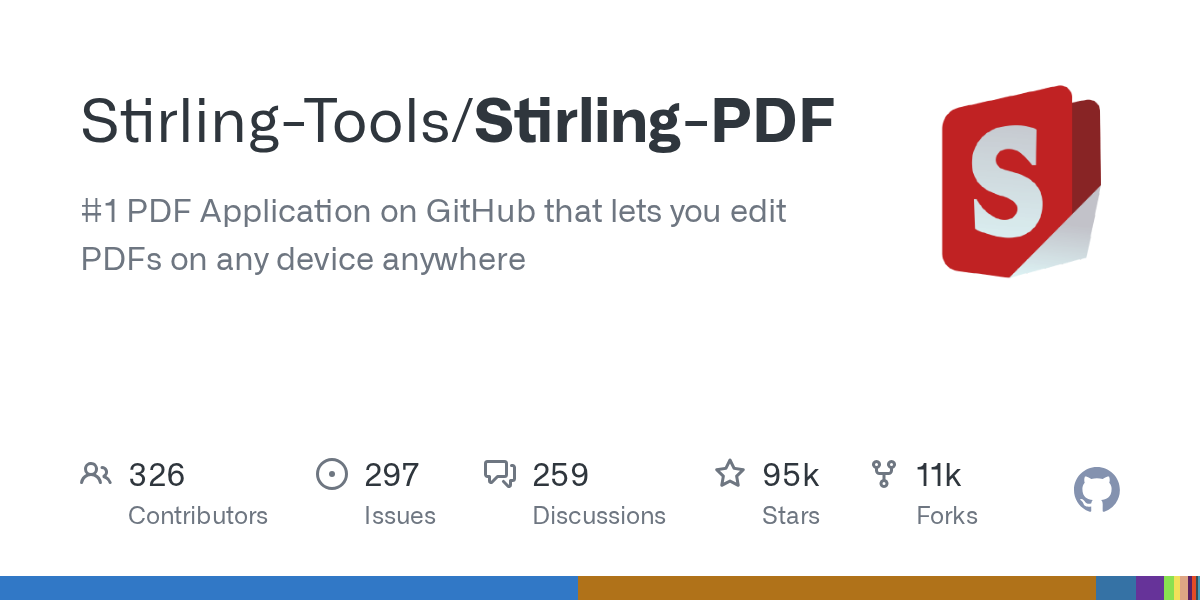 Stirling-Tools/Stirling-PDF
S
#1 PDF Application on GitHub that lets you edit
PDFs on any device anywhere
326 297 259 95k 11k
Contributors Issues Discussions Stars Forks